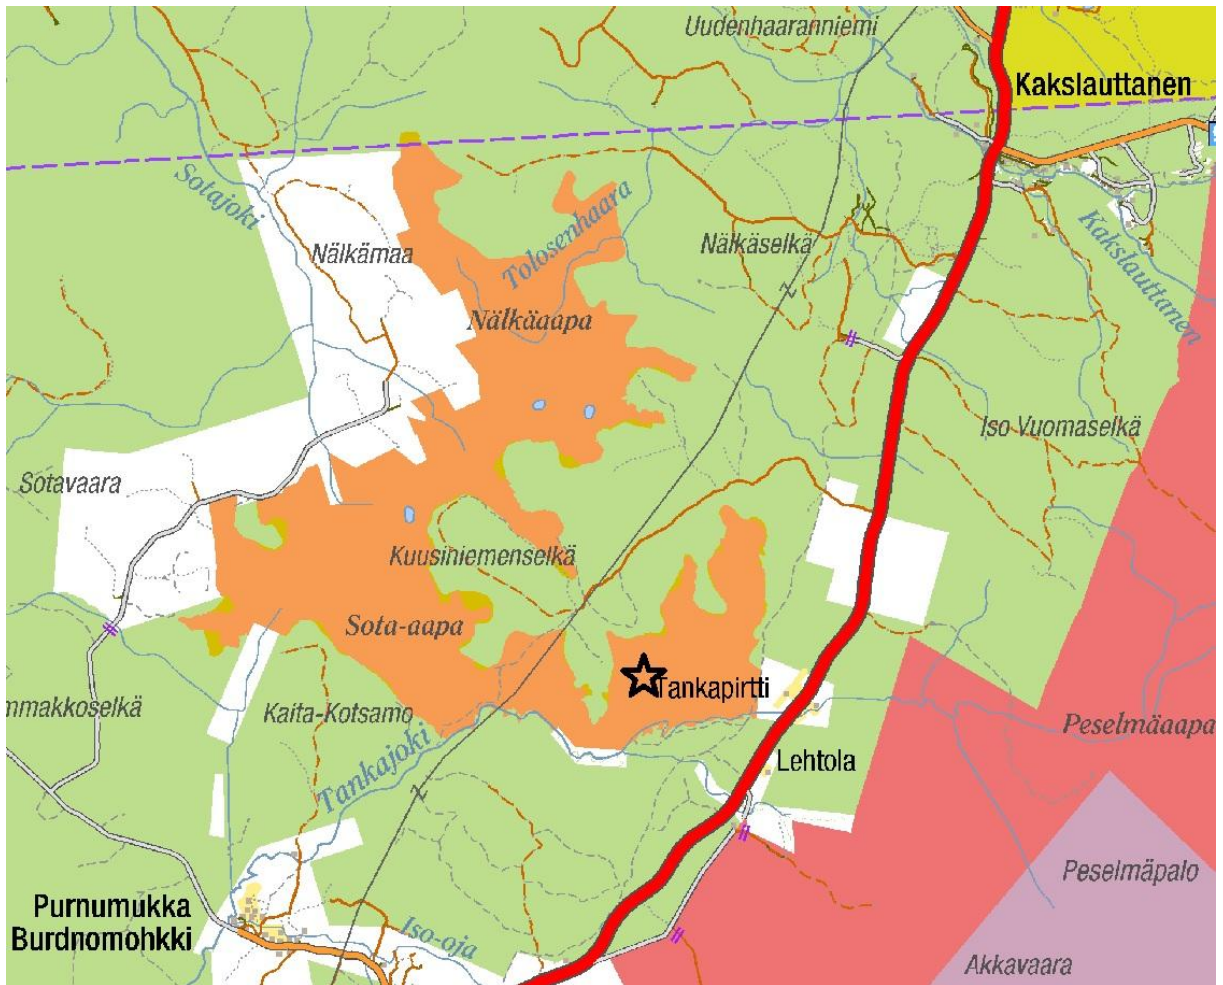 Uudenhaaranniemi
Kakslauttanen
Sotajoki
Tolosenhaara
Kakslauttanen
Nälkämaa
Nälkäselkä
Nälkäaapa
Iso Vuomaselkä
Sotavaara
Kuusiniemenselkä
Sota-aapa
Tankapirtti
mmakkoselkä
Kaita-Kotsamo
Peselmäaapa
Tankajoki
Lehtola
Peselmäpalo
Purnumukka
Burdnomohkki
Iso-oja
Akkavaara